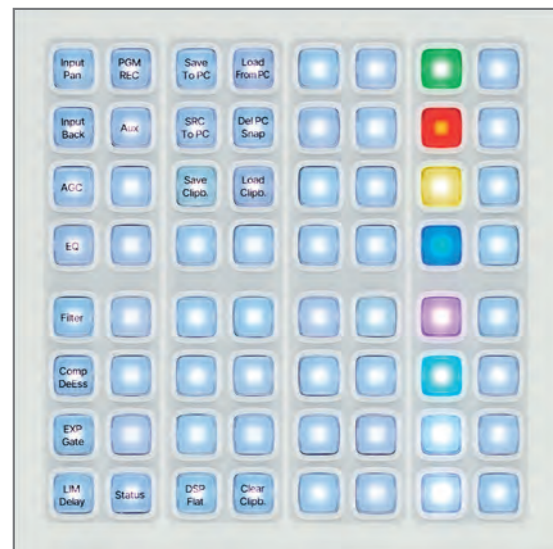 Input
Pan
PGM
REC
Save
To PC
Load
From PC
Input
Back
Aux
SRC
To PC
Del PC
Snap
AGC
Save
Clipb.
Load
Clipb.
EQ
Filter
Comp
DeEss
EXP
Gate
LIM
Delay
Status
DSP
Flat
Clear
Clipb.